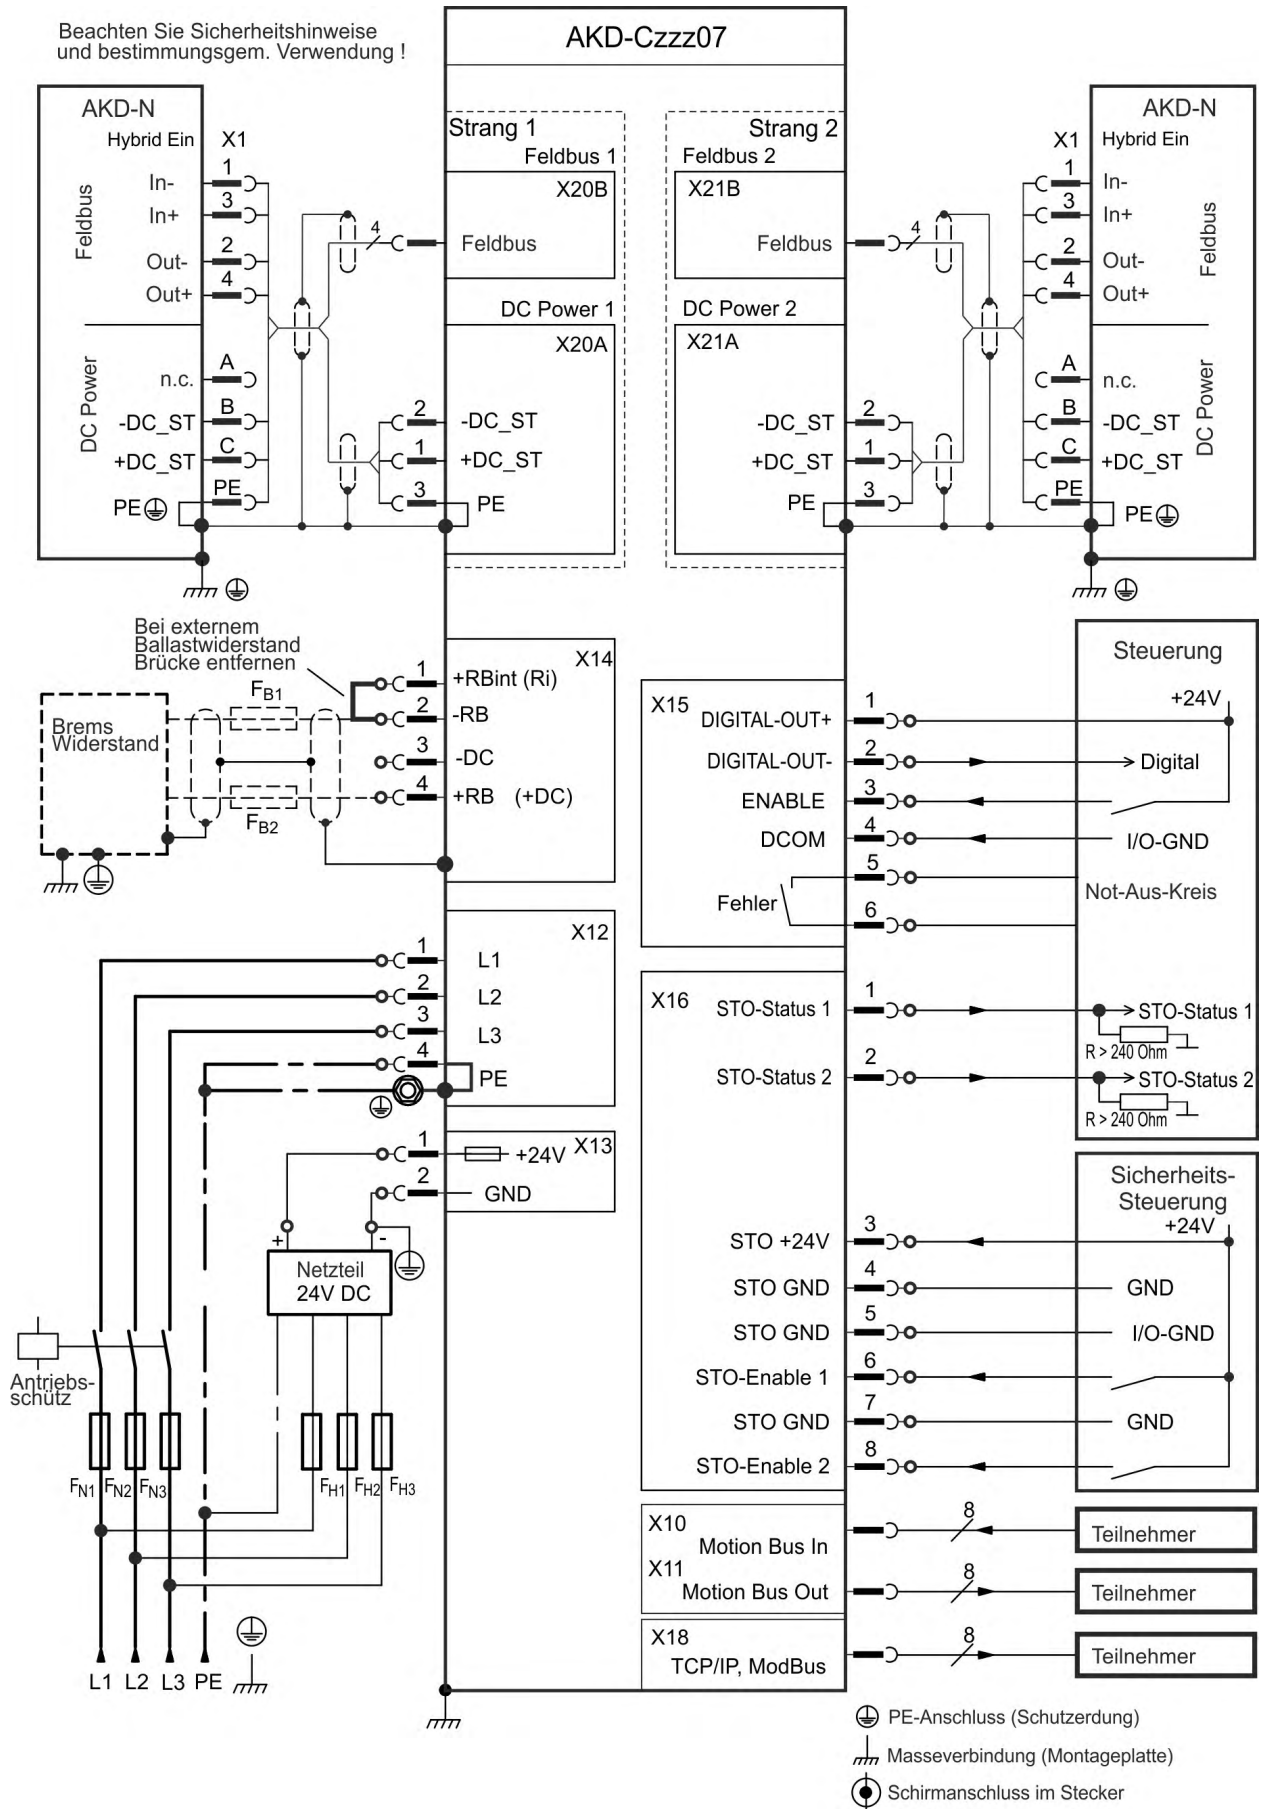 Beachten Sie Sicherheitshinweise
und bestimmungsgem. Verwendung !
AKD-Czzz07
AKD-N
Hybrid Ein
X1
Feldbus
In-
1
In+
3
Out-
2
Out+
4
DC Power
n.c.
A
-DC_ST
B
+DC_ST
C
PE
PE
4
Strang 1
Feldbus 1
X20B
Feldbus
DC Power 1
X20A
2
-DC_ST
1
+DC_ST
3
PE
Strang 2
Feldbus 2
X21B
Feldbus
4
DC Power 2
X21A
-DC_ST
2
+DC_ST
1
PE
3
AKD-N
X1
Hybrid Ein
Feldbus
1
In-
3
In+
2
Out-
4
Out+
DC Power
A
n.c.
B
-DC_ST
C
+DC_ST
PE
PE
Bei externem
Ballastwiderstand
Brücke entfernen
Brems
Widerstand
FB1
FB2
X14
1
+RBint (Ri)
2
-RB
3
-DC
4
+RB (+DC)
X12
1
L1
2
L2
3
L3
4
PE
X13
1
+24V
2
GND
+
-
Netzteil
24V DC
Antriebs-
schütz
FN1
FN2
FN3
FH1
FH2
FH3
L1
L2
L3
PE
X15
DIGITAL-OUT+
1
DIGITAL-OUT-
2
ENABLE
3
DCOM
4
5
Fehler
6
Steuerung
+24V
Digital
I/O-GND
Not-Aus-Kreis
X16
STO-Status 1
1
STO-Status 1
R > 240 Ohm
STO-Status 2
2
STO-Status 2
R > 240 Ohm
Sicherheits-
Steuerung
+24V
STO +24V
3
STO GND
4
GND
STO GND
5
I/O-GND
STO-Enable 1
6
STO GND
7
GND
STO-Enable 2
8
X10
Motion Bus In
8
Teilnehmer
X11
Motion Bus Out
8
Teilnehmer
X18
TCP/IP, ModBus
8
Teilnehmer
PE-Anschluss (Schutzerdung)
Masseverbindung (Montageplatte)
Schirmanschluss im Stecker